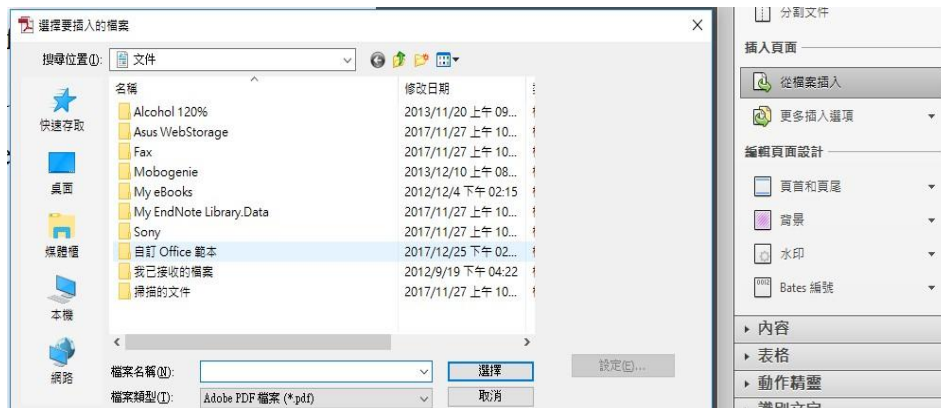 選擇要插入的檔案
搜尋位置(I): 文件
名稱 修改日期
Alcohol 120% 2013/11/20 上午 09...
Asus WebStorage 2017/11/27 上午 10...
Fax 2017/11/27 上午 10...
Mobogenie 2013/12/10 上午 08...
My eBooks 2012/12/4 下午 02:15
My EndNote Library.Data 2017/11/27 上午 10...
Sony 2017/11/27 上午 10...
自訂 Office 範本 2017/12/25 下午 02...
我已接收的檔案 2012/9/19 下午 04:22
掃描的文件 2017/11/27 上午 10...
快速存取
桌面
媒體櫃
本機
網路
檔案名稱(N): 選擇
檔案類型(T): Adobe PDF 檔案 (*.pdf) 取消
設定(E)...
分割文件
插入頁面
從檔案插入
更多插入選項
編輯頁面設計
頁首和頁尾
背景
水印
Bates 編號
內容
表格
動作精靈